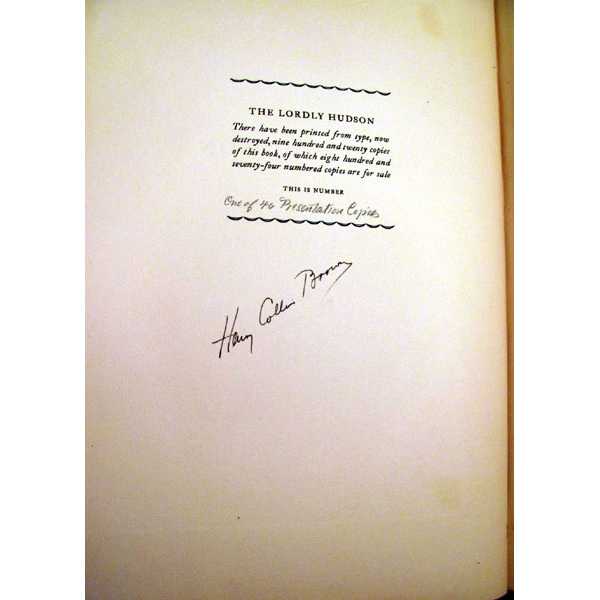 THE LORDLY HUDSON
There have been printed from type, now
destroyed, nine hundred and twenty copies
of this book, of which eight hundred and
seventy-four numbered copies are for sale
THIS IS NUMBER
One of 46 Presentation Copies
Harry Collins Brown